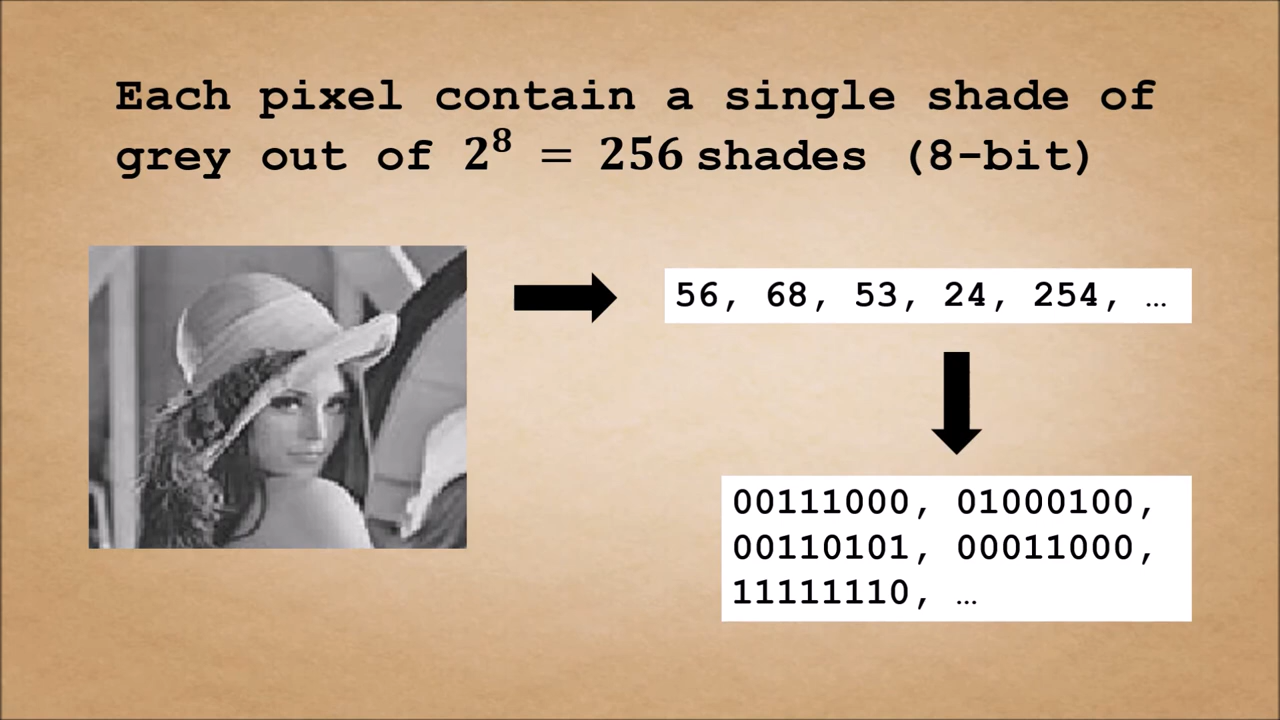 Each pixel contain a single shade of
grey out of 2⁸ = 256 shades (8-bit)
56, 68, 53, 24, 254, …
00111000, 01000100,
00110101, 00011000,
11111110, …